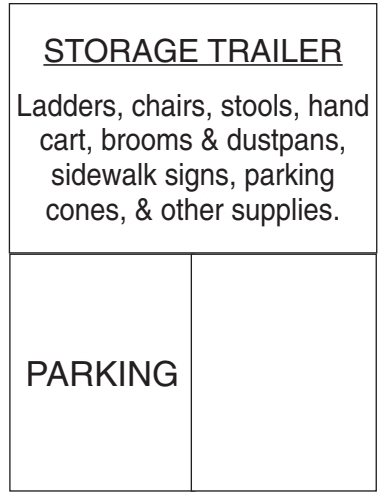 STORAGE TRAILER
Ladders, chairs, stools, hand
cart, brooms & dustpans,
sidewalk signs, parking
cones, & other supplies.
PARKING